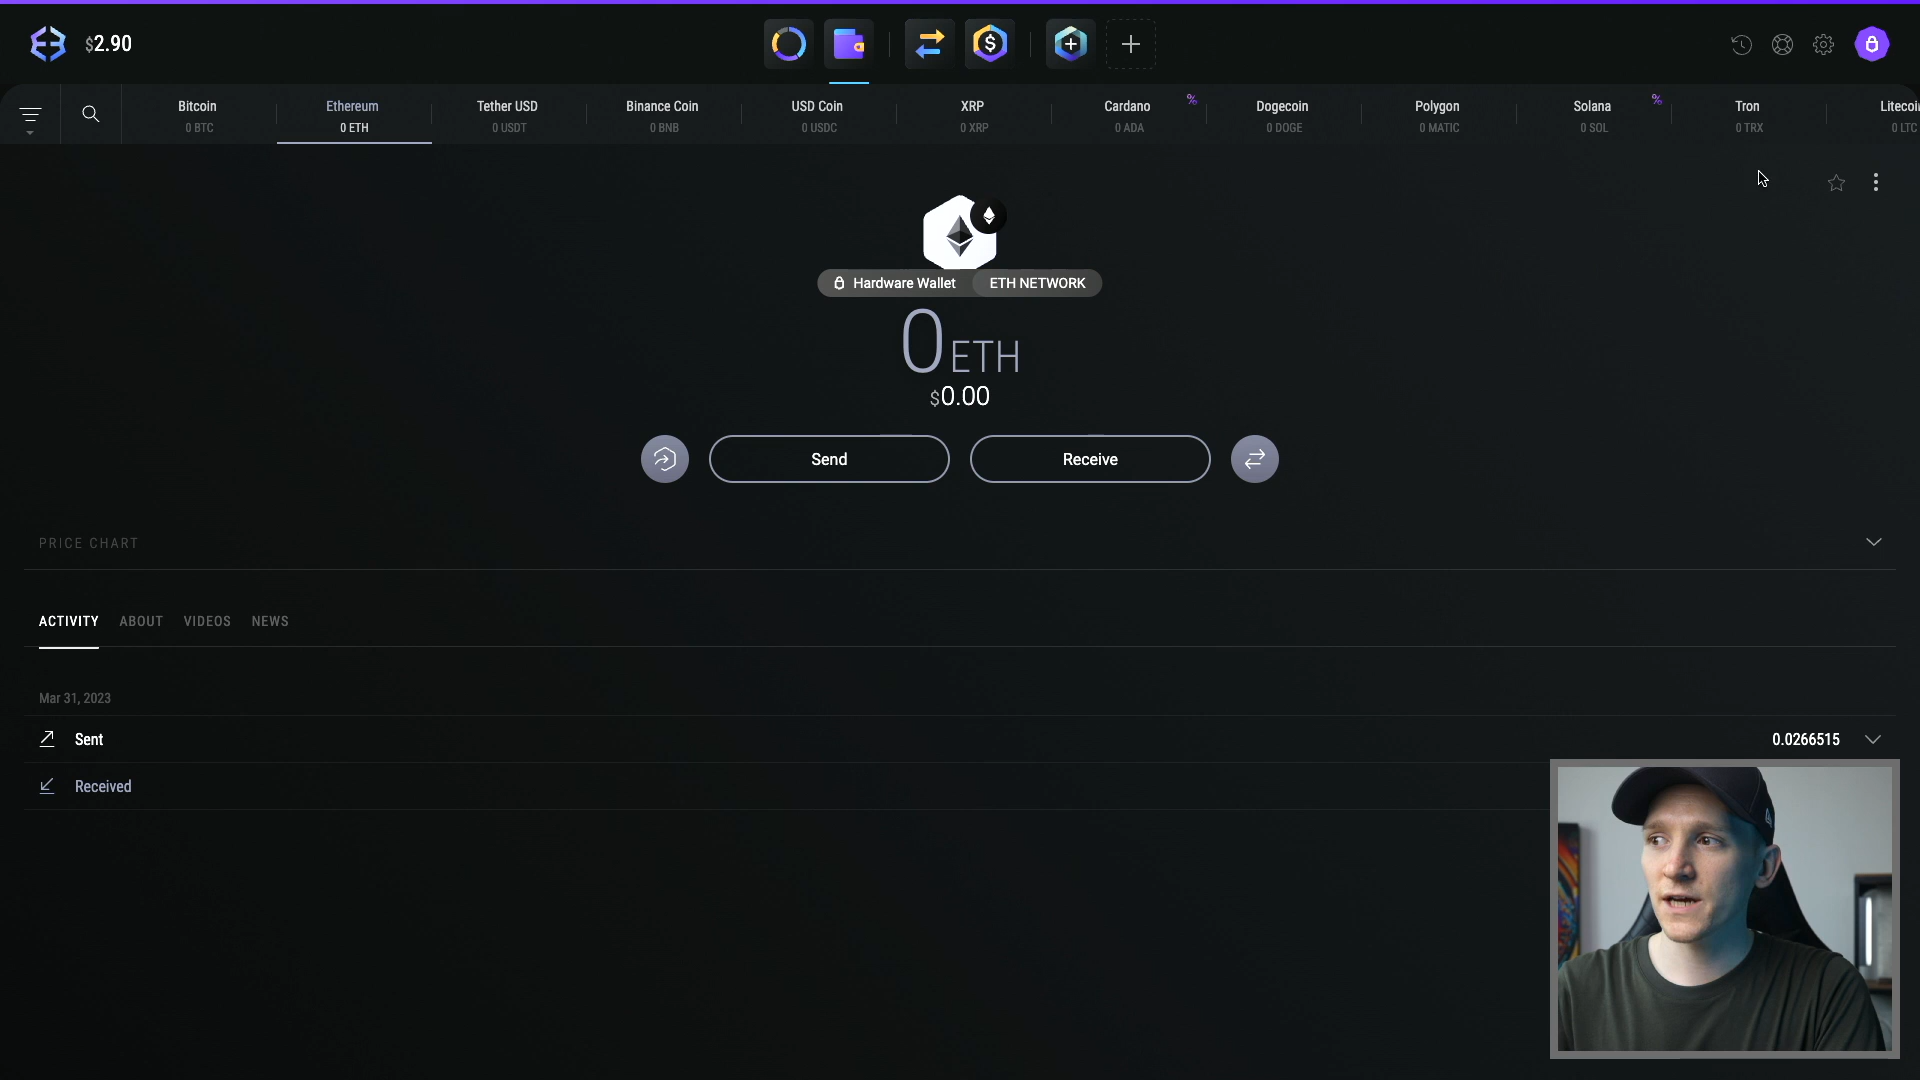 $2.90
Bitcoin
0 BTC
Ethereum
0 ETH
Tether USD
0 USDT
Binance Coin
0 BNB
USD Coin
0 USDC
XRP
0 XRP
Cardano
0 ADA
%
Dogecoin
0 DOGE
Polygon
0 MATIC
Solana
0 SOL
%
Tron
0 TRX
Litecoi
0 LTC
Hardware Wallet
ETH NETWORK
0 ETH
$0.00
Send
Receive
PRICE CHART
ACTIVITY ABOUT VIDEOS NEWS
Mar 31, 2023
Sent
0.0266515
Received